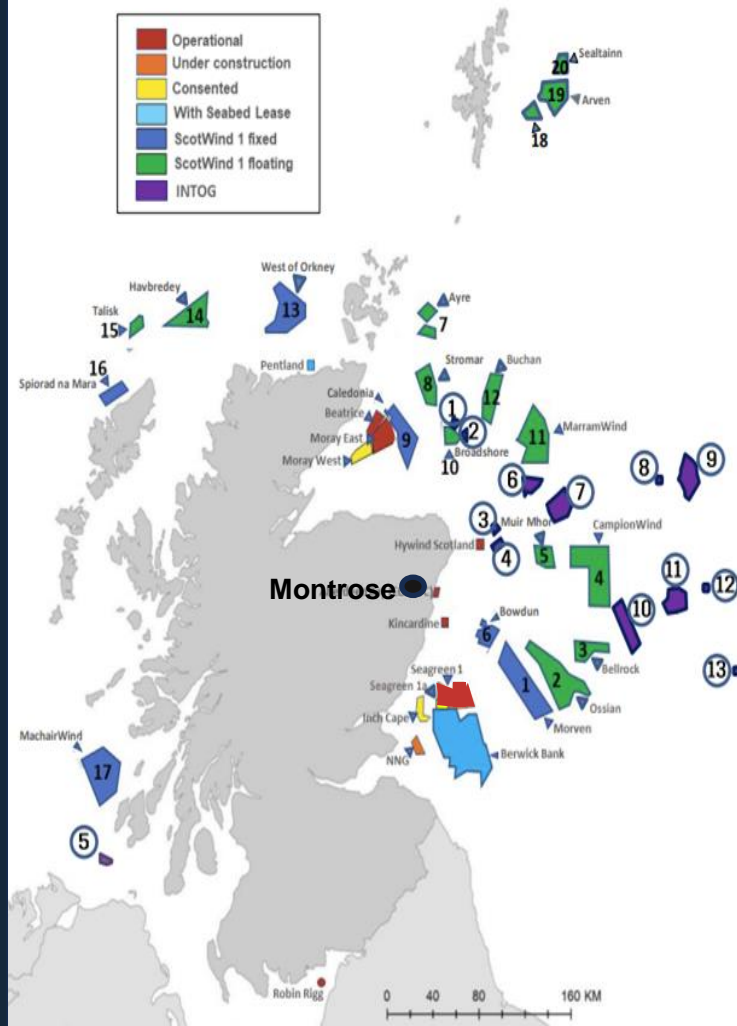 Operational
Under construction
Consented
With Seabed Lease
ScotWind 1 fixed
ScotWind 1 floating
INTOG
Sealtainn
20
19
Arven
18
West of Orkney
Havbredey
13
Talisk
15
14
Ayre
7
16
Spiorad na Mara
Pentland
Stromar
Buchan
8
12
Caledonia
1
Beatrice
2
Moray East
9
11
MarramWind
Moray West
10
Broadshore
8
9
6
7
3
Muir Mhor
CampionWind
Hywind Scotland
4
5
4
11
12
Montrose
10
Kincardine
Bowdun
6
3
13
Bellrock
Seagreen 1
1
2
Seagreen 1a
Ossian
Inch Cape
Morven
MachairWind
NNG
Berwick Bank
17
5
Robin Rigg
0 40 80 160 KM